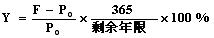 Y = F - P₀ / P₀ × 365 / 剩余年限 × 100 %